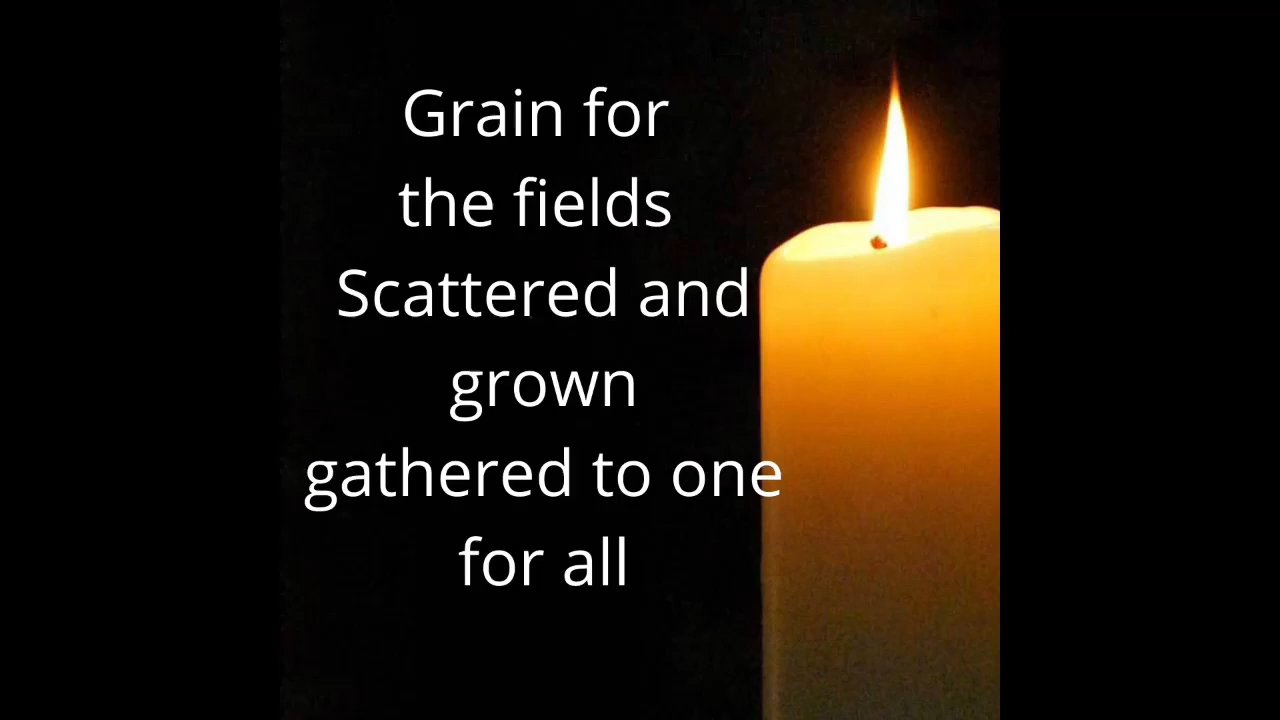 Grain for
the fields
Scattered and
grown
gathered to one
for all